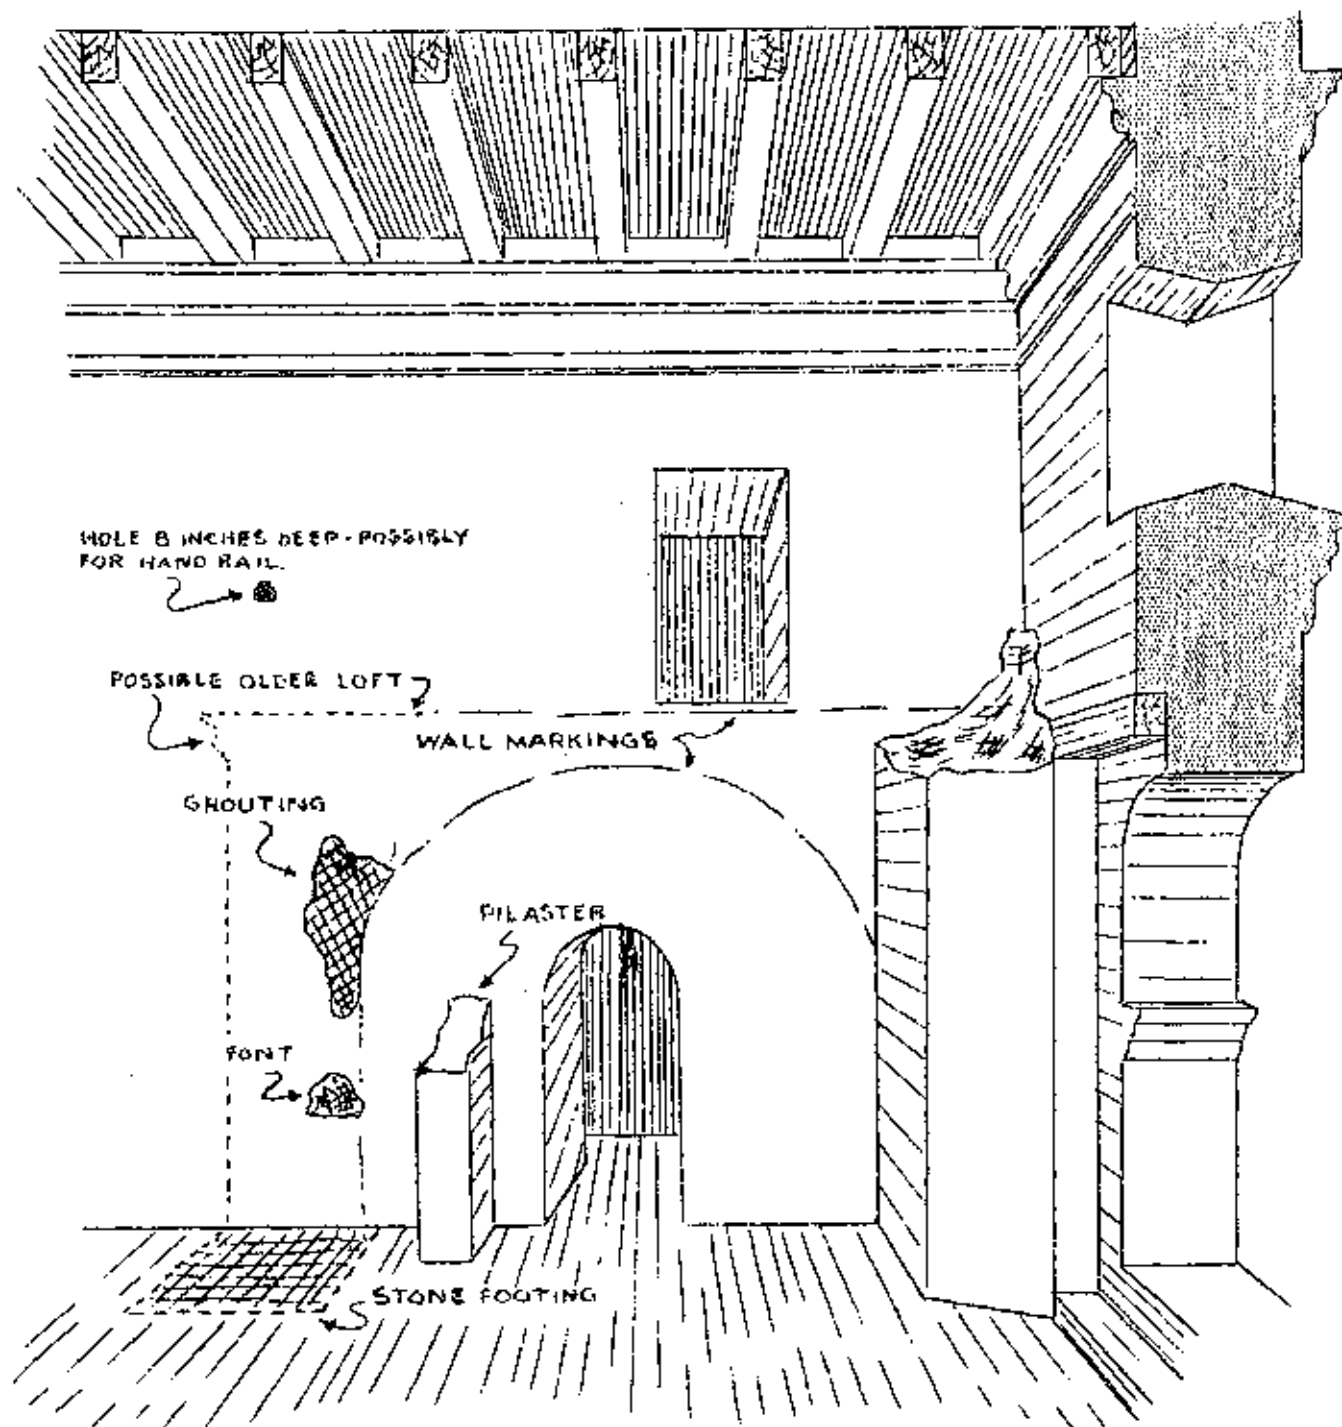 HOLE 8 INCHES DEEP-POSSIBLY
FOR HAND RAIL.
POSSIBLE OLDER LOFT
WALL MARKINGS
GROUTING
PILASTER
FONT
STONE FOOTING